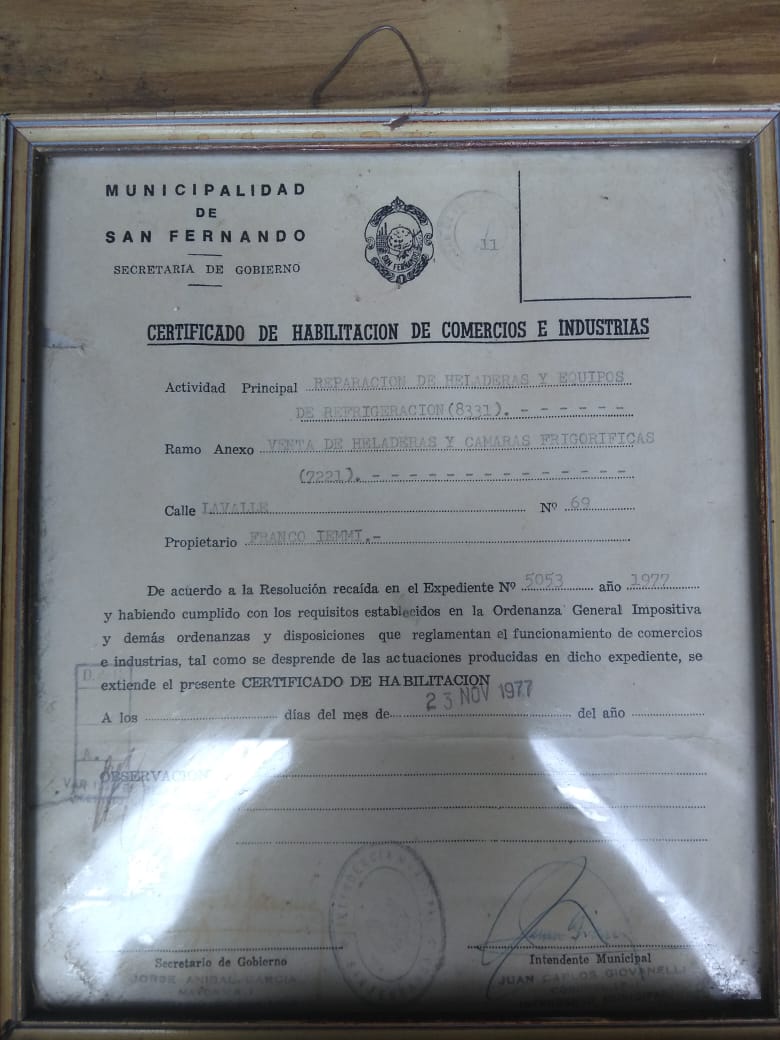 MUNICIPALIDAD
DE
SAN FERNANDO
SECRETARIA DE GOBIERNO
SAN FERNANDO
11
CERTIFICADO DE HABILITACION DE COMERCIOS E INDUSTRIAS
Actividad Principal REPARACION DE HELADERAS Y EQUIPOS
DE REFRIGERACION(8331).- - - - - -
Ramo Anexo VENTA DE HELADERAS Y CAMARAS FRIGORIFICAS
(7221).- - - - - - - - - - - - - -
Calle LAVALLE Nº 69
Propietario FRANCO IEMMI.-
De acuerdo a la Resolución recaída en el Expediente Nº 5053 año 1977
y habiendo cumplido con los requisitos establecidos en la Ordenanza General Impositiva
y demás ordenanzas y disposiciones que reglamentan el funcionamiento de comercios
e industrias, tal como se desprende de las actuaciones producidas en dicho expediente, se
extiende el presente CERTIFICADO DE HABILITACION
23 NOV 1977
A los días del mes de del año
OBSERVACION
Secretario de Gobierno
JORGE ANIBAL GARCIA
Intendente Municipal
JUAN CARLOS GIOVANELLI